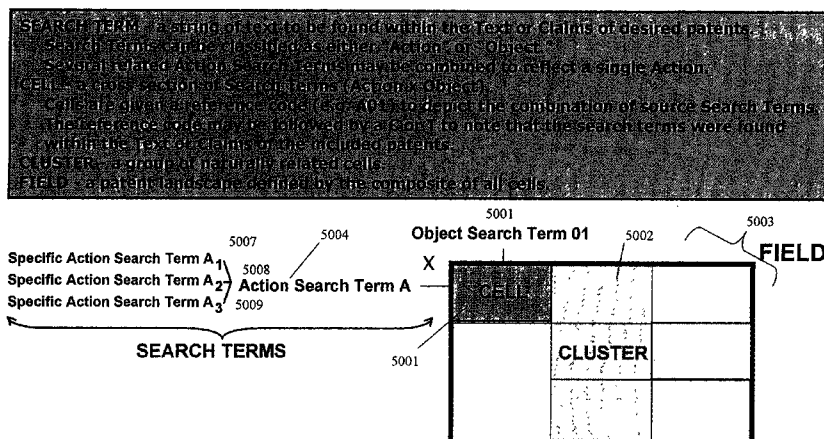 SEARCH TERM - a string of text to be found within the Text or Claims of desired patents.
Search Terms can be classified as either "Action" or "Object."
Several related Action Search Terms may be combined to reflect a single Action.
CELL - a cross section of Search Terms (Action x Object).
Cells are given a reference code (e.g. A01) to depict the combination of source Search Terms.
The reference code may be followed by a to note that the search terms were found
within the Text or Claims of the included patents.
CLUSTER - a group of naturally related cells.
FIELD - a patent landscape defined by the composite of all cells.
5001
5003
5007
5004
Object Search Term 01
5002
FIELD
Specific Action Search Term A1
5008
X
Specific Action Search Term A2
Action Search Term A
CELL
Specific Action Search Term A3
5009
SEARCH TERMS
5001
CLUSTER